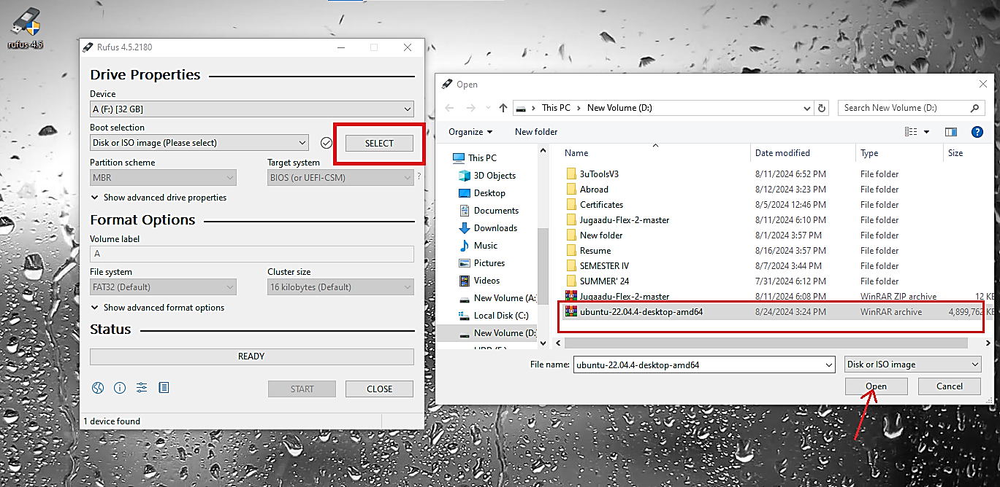 rufus-4.5
Rufus 4.5.2180
Drive Properties
Device
A (F:) [32 GB]
Boot selection
Disk or ISO image (Please select)
SELECT
Partition scheme
Target system
MBR
BIOS (or UEFI-CSM)
?
Show advanced drive properties
Format Options
Volume label
A
File system
Cluster size
FAT32 (Default)
16 kilobytes (Default)
Show advanced format options
Status
READY
START
CLOSE
1 device found
Open
This PC
New Volume (D:)
Search New Volume (D:)
Organize
New folder
?
This PC
3D Objects
Desktop
Documents
Downloads
Music
Pictures
Videos
New Volume (A:
Local Disk (C:)
New Volume (D:
Name Date modified Type Size
3uToolsV3 8/11/2024 6:52 PM File folder
Abroad 8/12/2024 3:23 PM File folder
Certificates 8/5/2024 12:46 PM File folder
Jugaadu-Flex-2-master 8/11/2024 6:10 PM File folder
New folder 8/1/2024 3:57 PM File folder
Resume 8/16/2024 3:57 PM File folder
SEMESTER IV 8/7/2024 3:44 PM File folder
SUMMER' 24 7/31/2024 6:12 PM File folder
Jugaadu-Flex-2-master 8/11/2024 6:08 PM WinRAR ZIP archive 12 KB
ubuntu-22.04.4-desktop-amd64 8/24/2024 3:24 PM WinRAR archive 4,899,762 KB
File name: ubuntu-22.04.4-desktop-amd64
Disk or ISO image
Open
Cancel